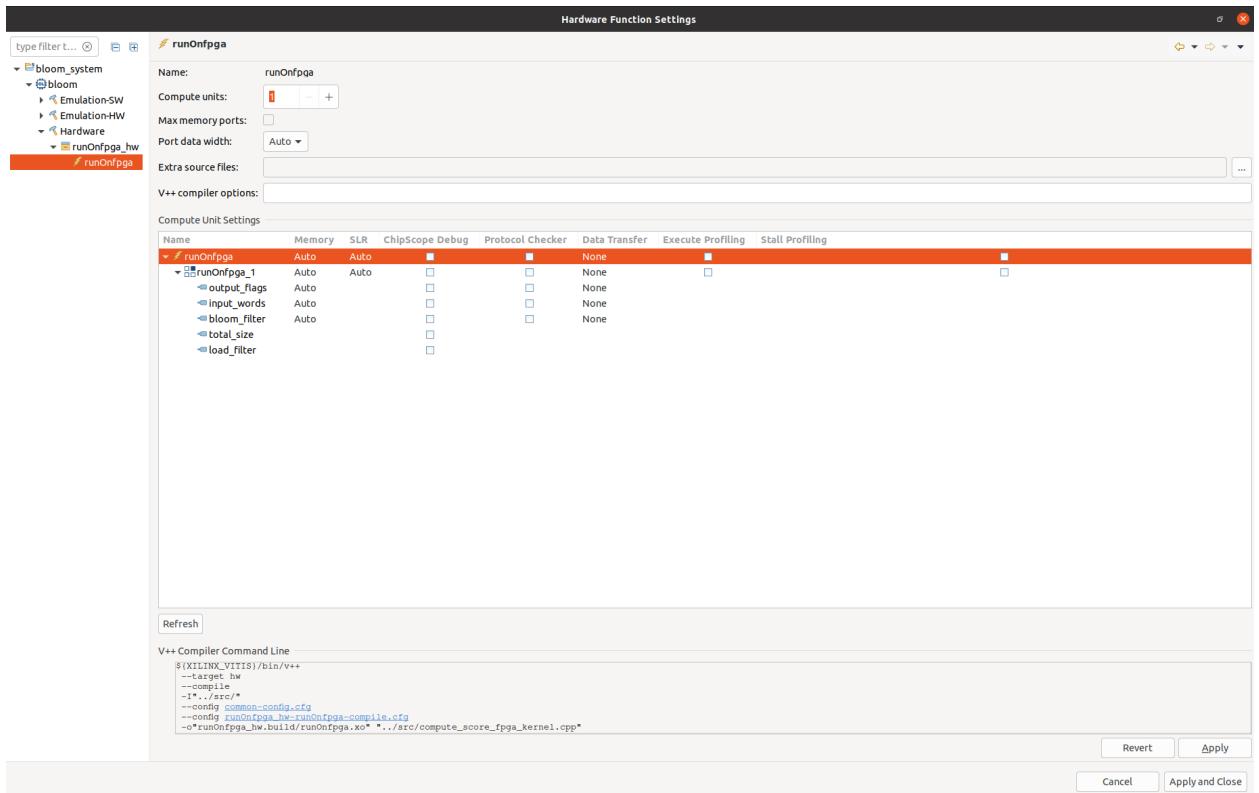 Hardware Function Settings
type filter t...
runOnfpga
bloom_system
bloom
Emulation-SW
Emulation-HW
Hardware
runOnfpga_hw
runOnfpga
Name: runOnfpga
Compute units: 1
Max memory ports:
Port data width: Auto
Extra source files: ...
V++ compiler options:
Compute Unit Settings
Name Memory SLR ChipScope Debug Protocol Checker Data Transfer Execute Profiling Stall Profiling
runOnfpga Auto Auto None
runOnfpga_1 Auto Auto None
output_flags Auto None
input_words Auto None
bloom_filter Auto None
total_size
load_filter
Refresh
V++ Compiler Command Line
${XILINX_VITIS}/bin/v++
--target hw
--compile
-I"../src/"
--config common-config.cfg
--config runOnfpga_hw-runOnfpga-compile.cfg
-o"runOnfpga_hw.build/runOnfpga.xo" "../src/compute_score_fpga_kernel.cpp"
Revert Apply
Cancel Apply and Close